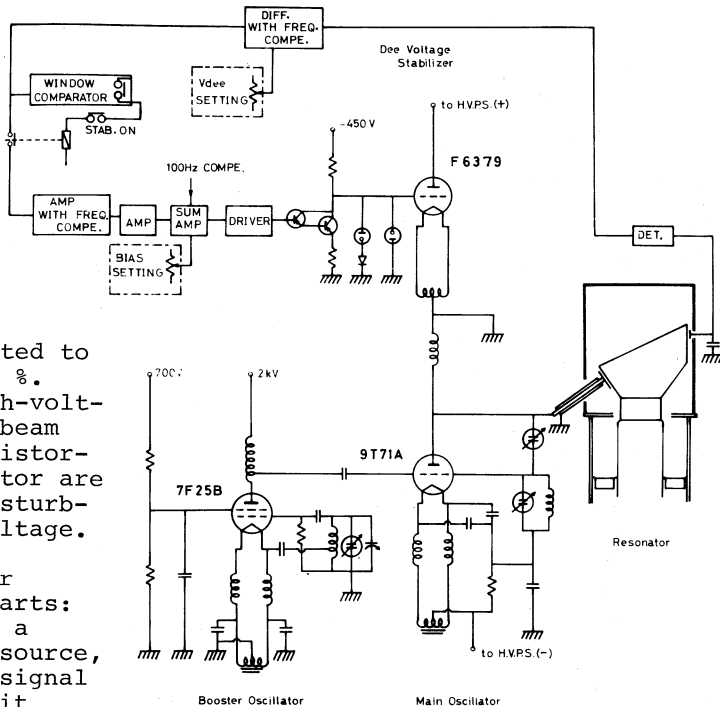 DIFF.
WITH FREQ.
COMPE.
Dee Voltage
Stabilizer
WINDOW
COMPARATOR
Vdee
SETTING
STAB. ON
-450 V
to H.V.P.S.(+)
F 6379
100Hz COMPE.
AMP
WITH FREQ.
COMPE.
AMP
SUM
AMP
DRIVER
DET.
BIAS
SETTING
ted to
%.
h-volt-
beam
istor-
tor are
sturb-
ltage.
r
arts:
a
source,
signal
it
700V
2kV
7F25B
9T71A
Resonator
to H.V.P.S.(-)
Booster Oscillator
Main Oscillator